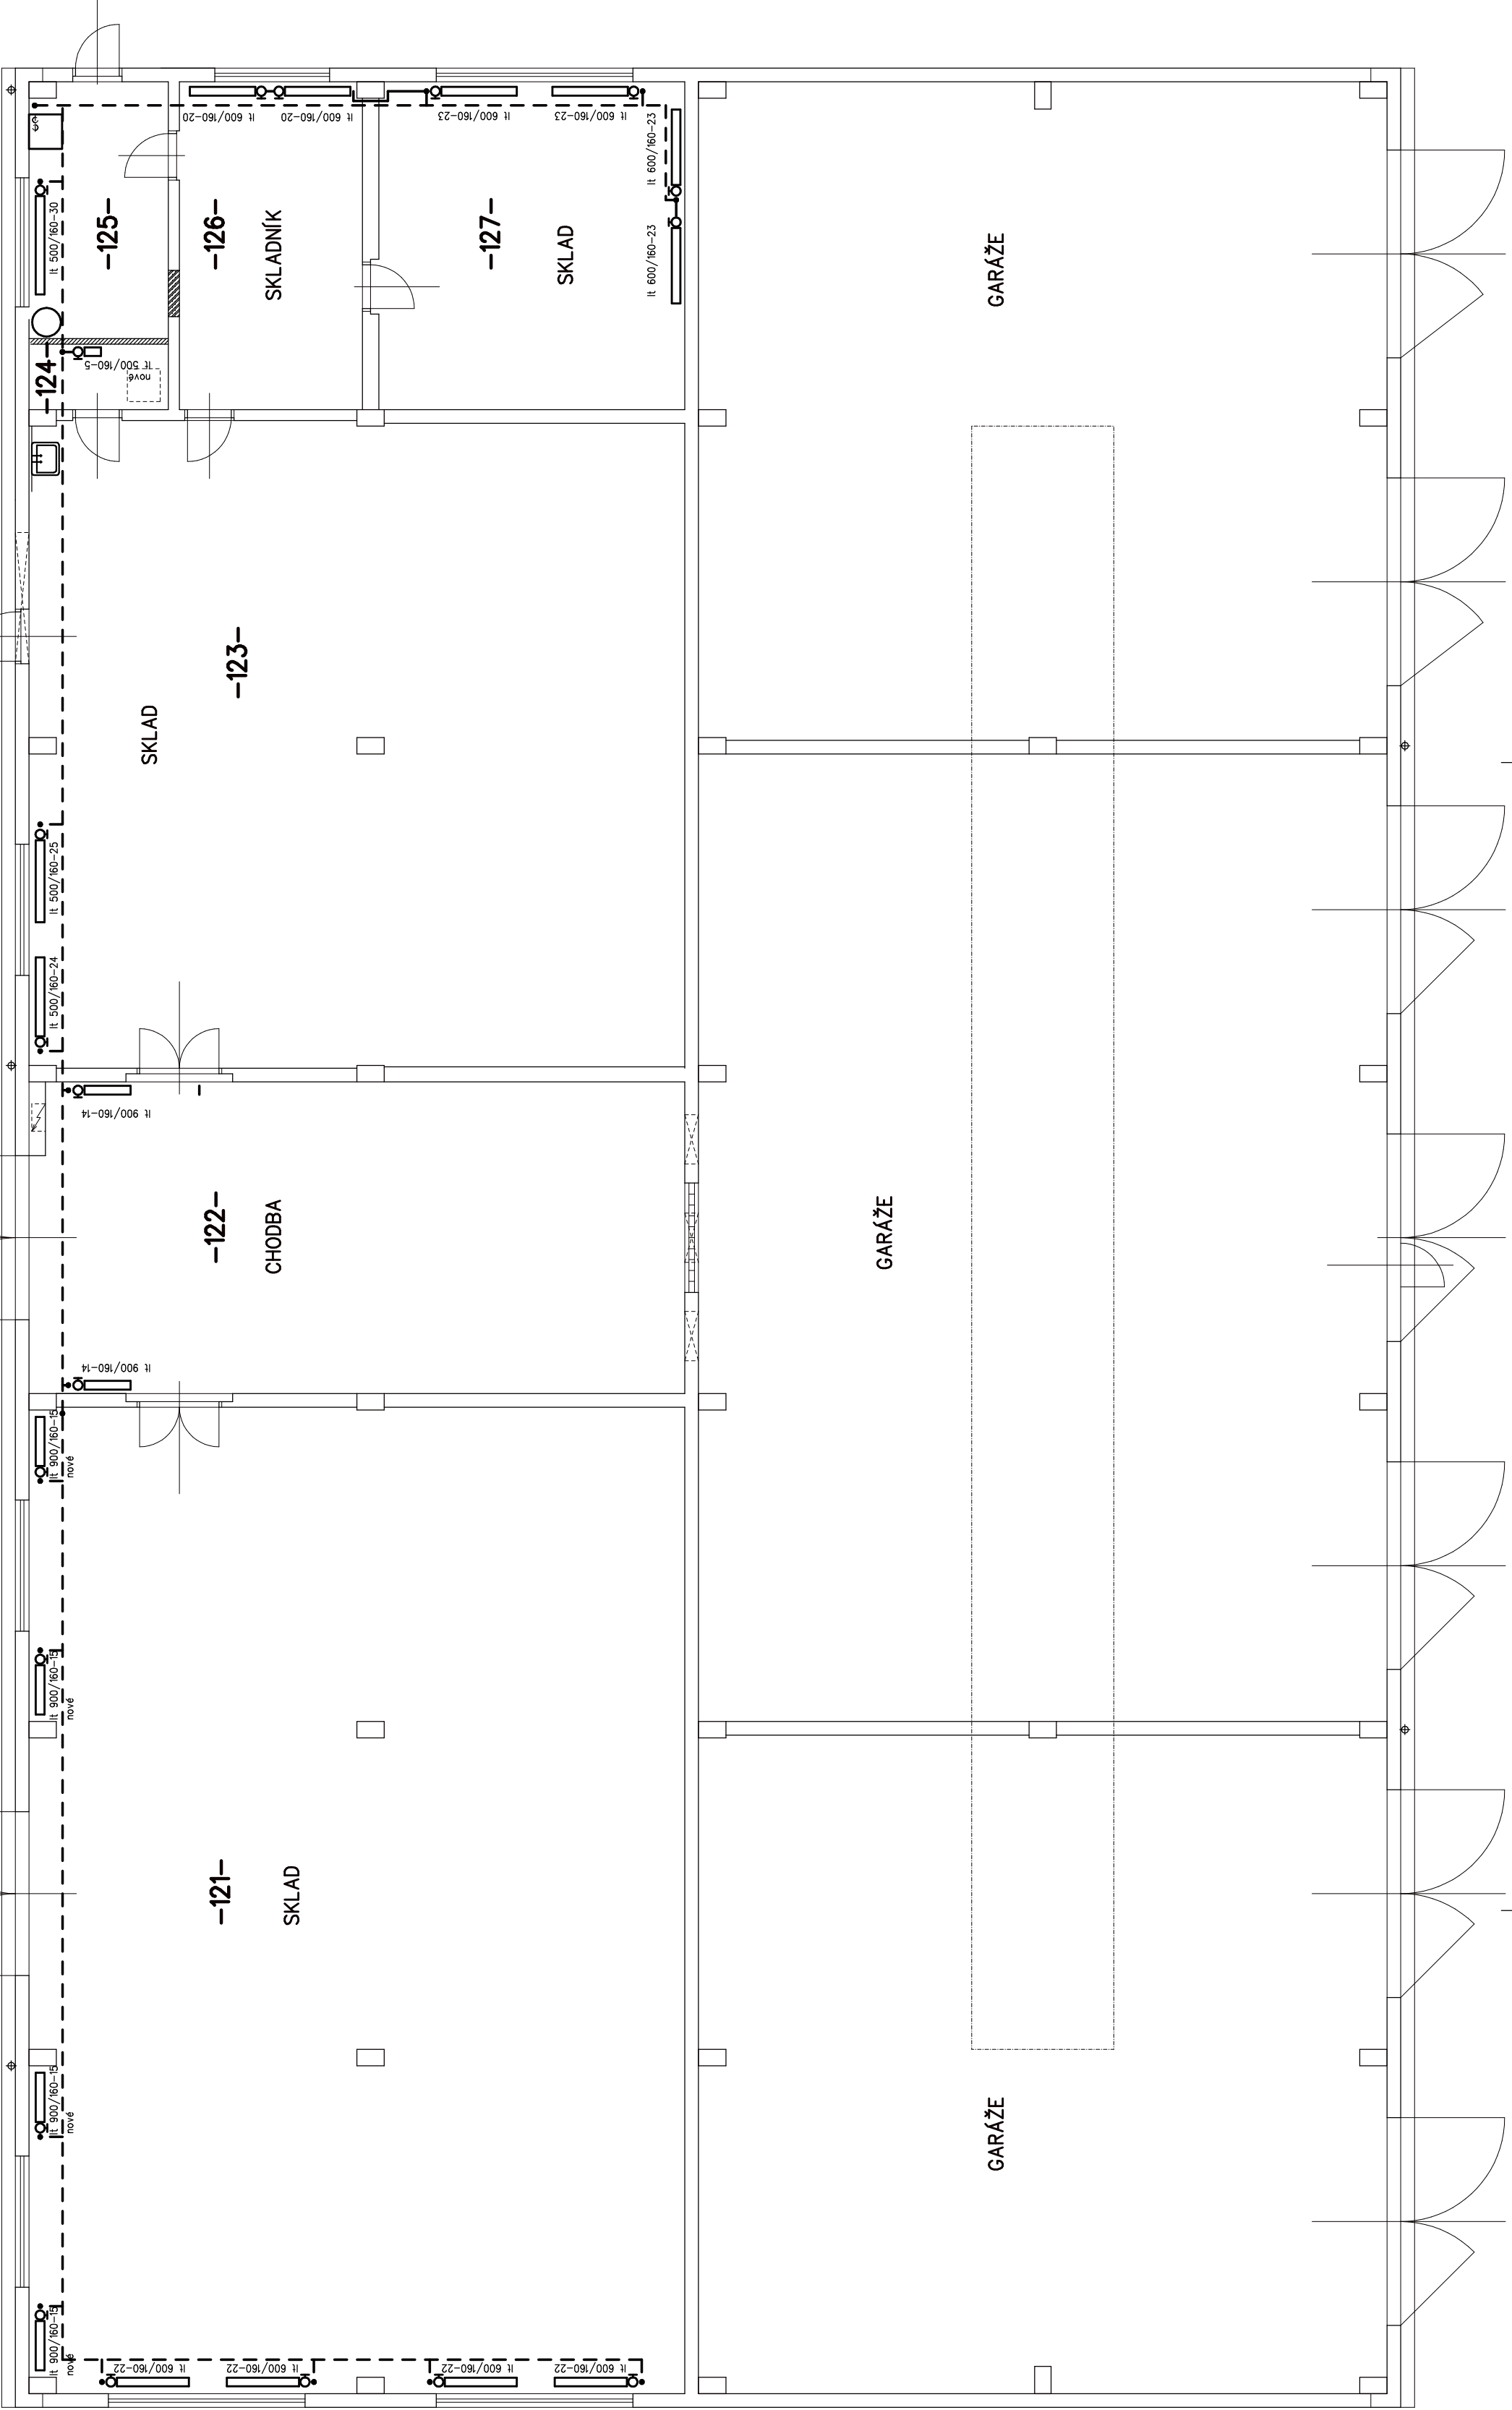 lt 600/160-20
lt 600/160-20
lt 600/160-23
lt 600/160-23
lt 600/160-23
lt 600/160-23
lt 500/160-30
-125-
-126-
SKLADNÍK
-127-
SKLAD
GARÁŽE
-124-
lt 500/160-5
nové
-123-
SKLAD
lt 500/160-25
lt 500/160-24
lt 900/160-14
-122-
CHODBA
GARÁŽE
lt 900/160-14
lt 900/160-15
nové
lt 900/160-15
nové
-121-
SKLAD
lt 900/160-15
nové
GARÁŽE
lt 900/160-15
nové
lt 600/160-22
lt 600/160-22
lt 600/160-22
lt 600/160-22